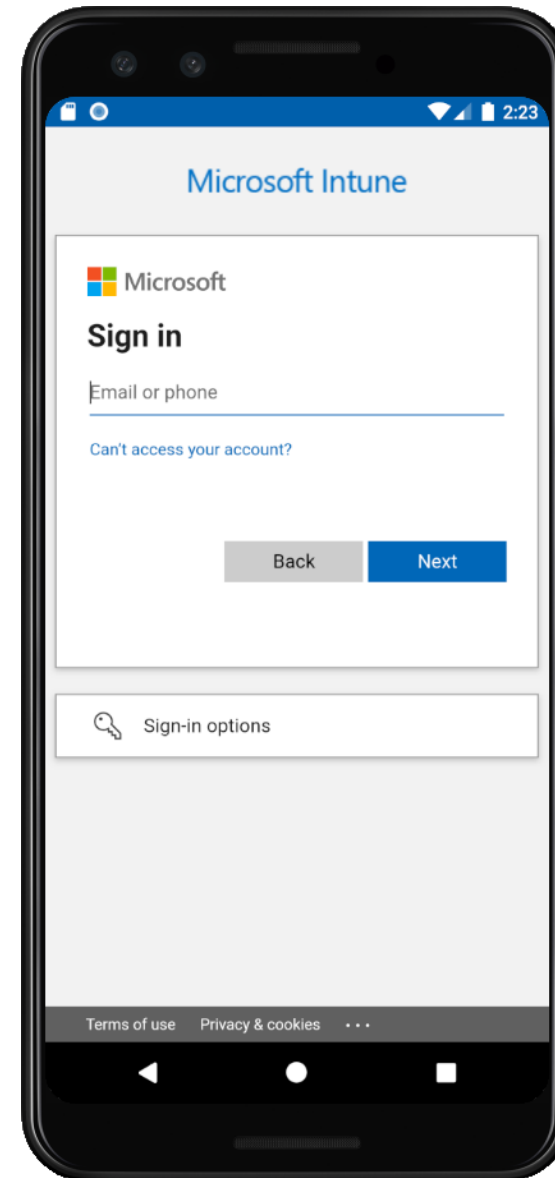 2:23
Microsoft Intune
Microsoft
Sign in
Email or phone
Can't access your account?
Back Next
Sign-in options
Terms of use Privacy & cookies ...